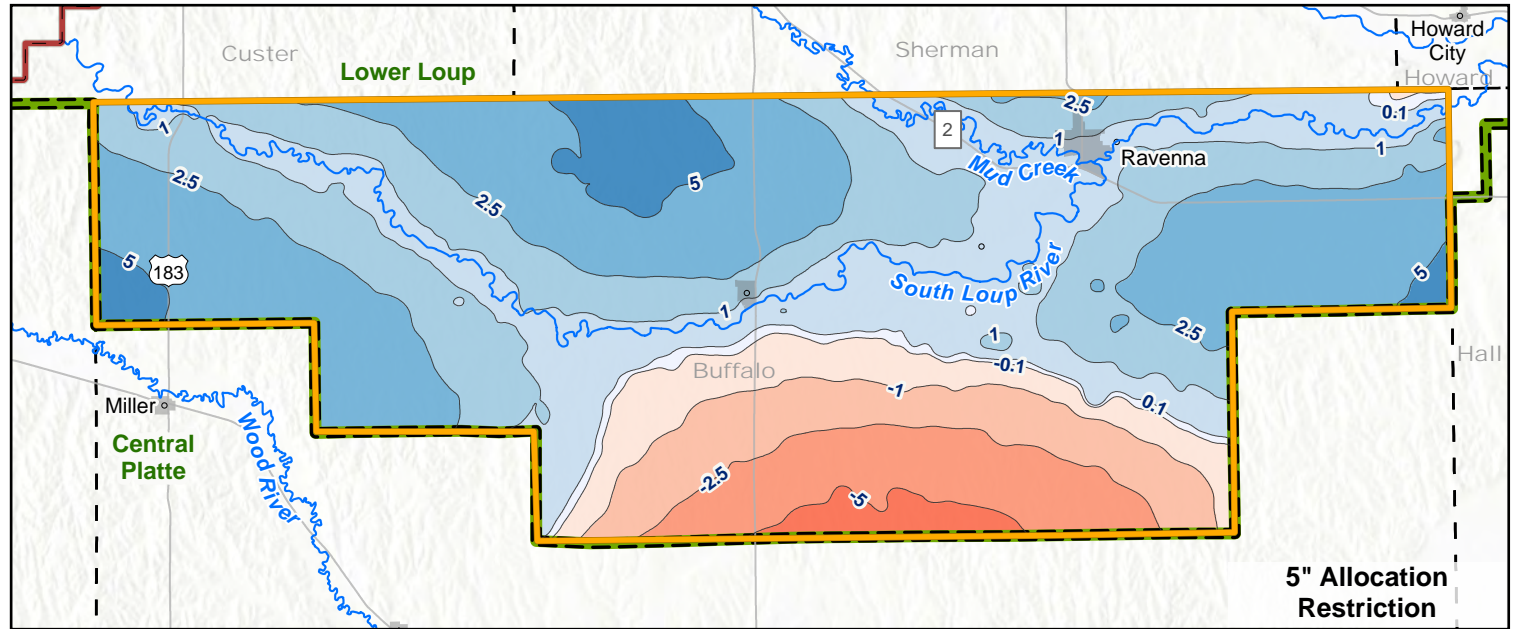 Custer
Sherman
Howard
City
Howard
Lower Loup
2.5
0.1
1
2
1
1
Ravenna
Mud Creek
2.5
5
2.5
5
183
South Loup River
5
1
1
2.5
-0.1
Hall
Buffalo
-1
0.1
Miller
Central
Platte
Wood River
-2.5
-5
5" Allocation
Restriction